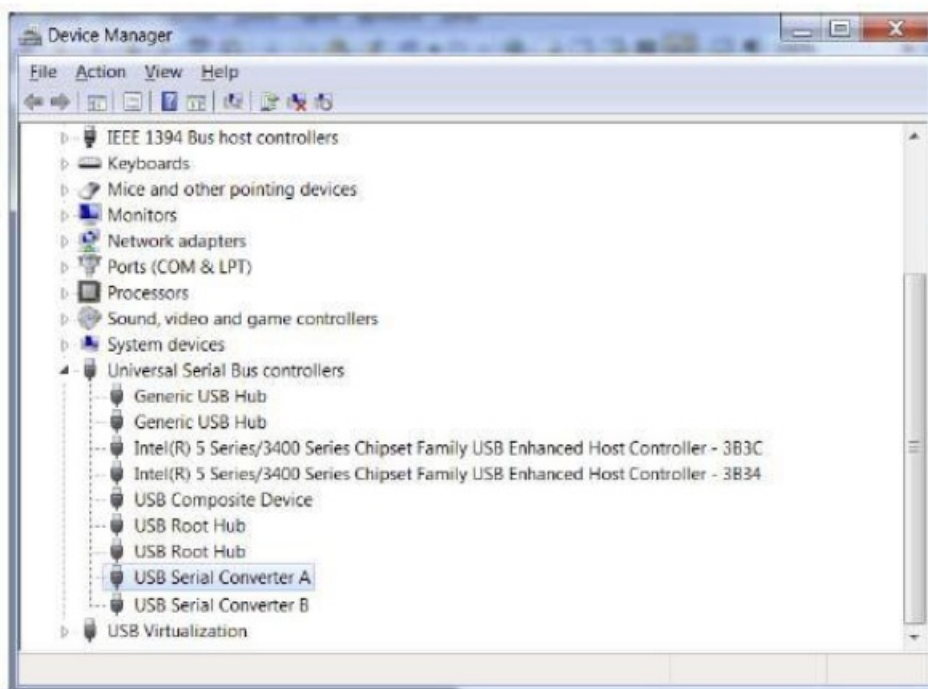 Device Manager
File Action View Help
IEEE 1394 Bus host controllers
Keyboards
Mice and other pointing devices
Monitors
Network adapters
Ports (COM & LPT)
Processors
Sound, video and game controllers
System devices
Universal Serial Bus controllers
Generic USB Hub
Generic USB Hub
Intel(R) 5 Series/3400 Series Chipset Family USB Enhanced Host Controller - 3B3C
Intel(R) 5 Series/3400 Series Chipset Family USB Enhanced Host Controller - 3B34
USB Composite Device
USB Root Hub
USB Root Hub
USB Serial Converter A
USB Serial Converter B
USB Virtualization